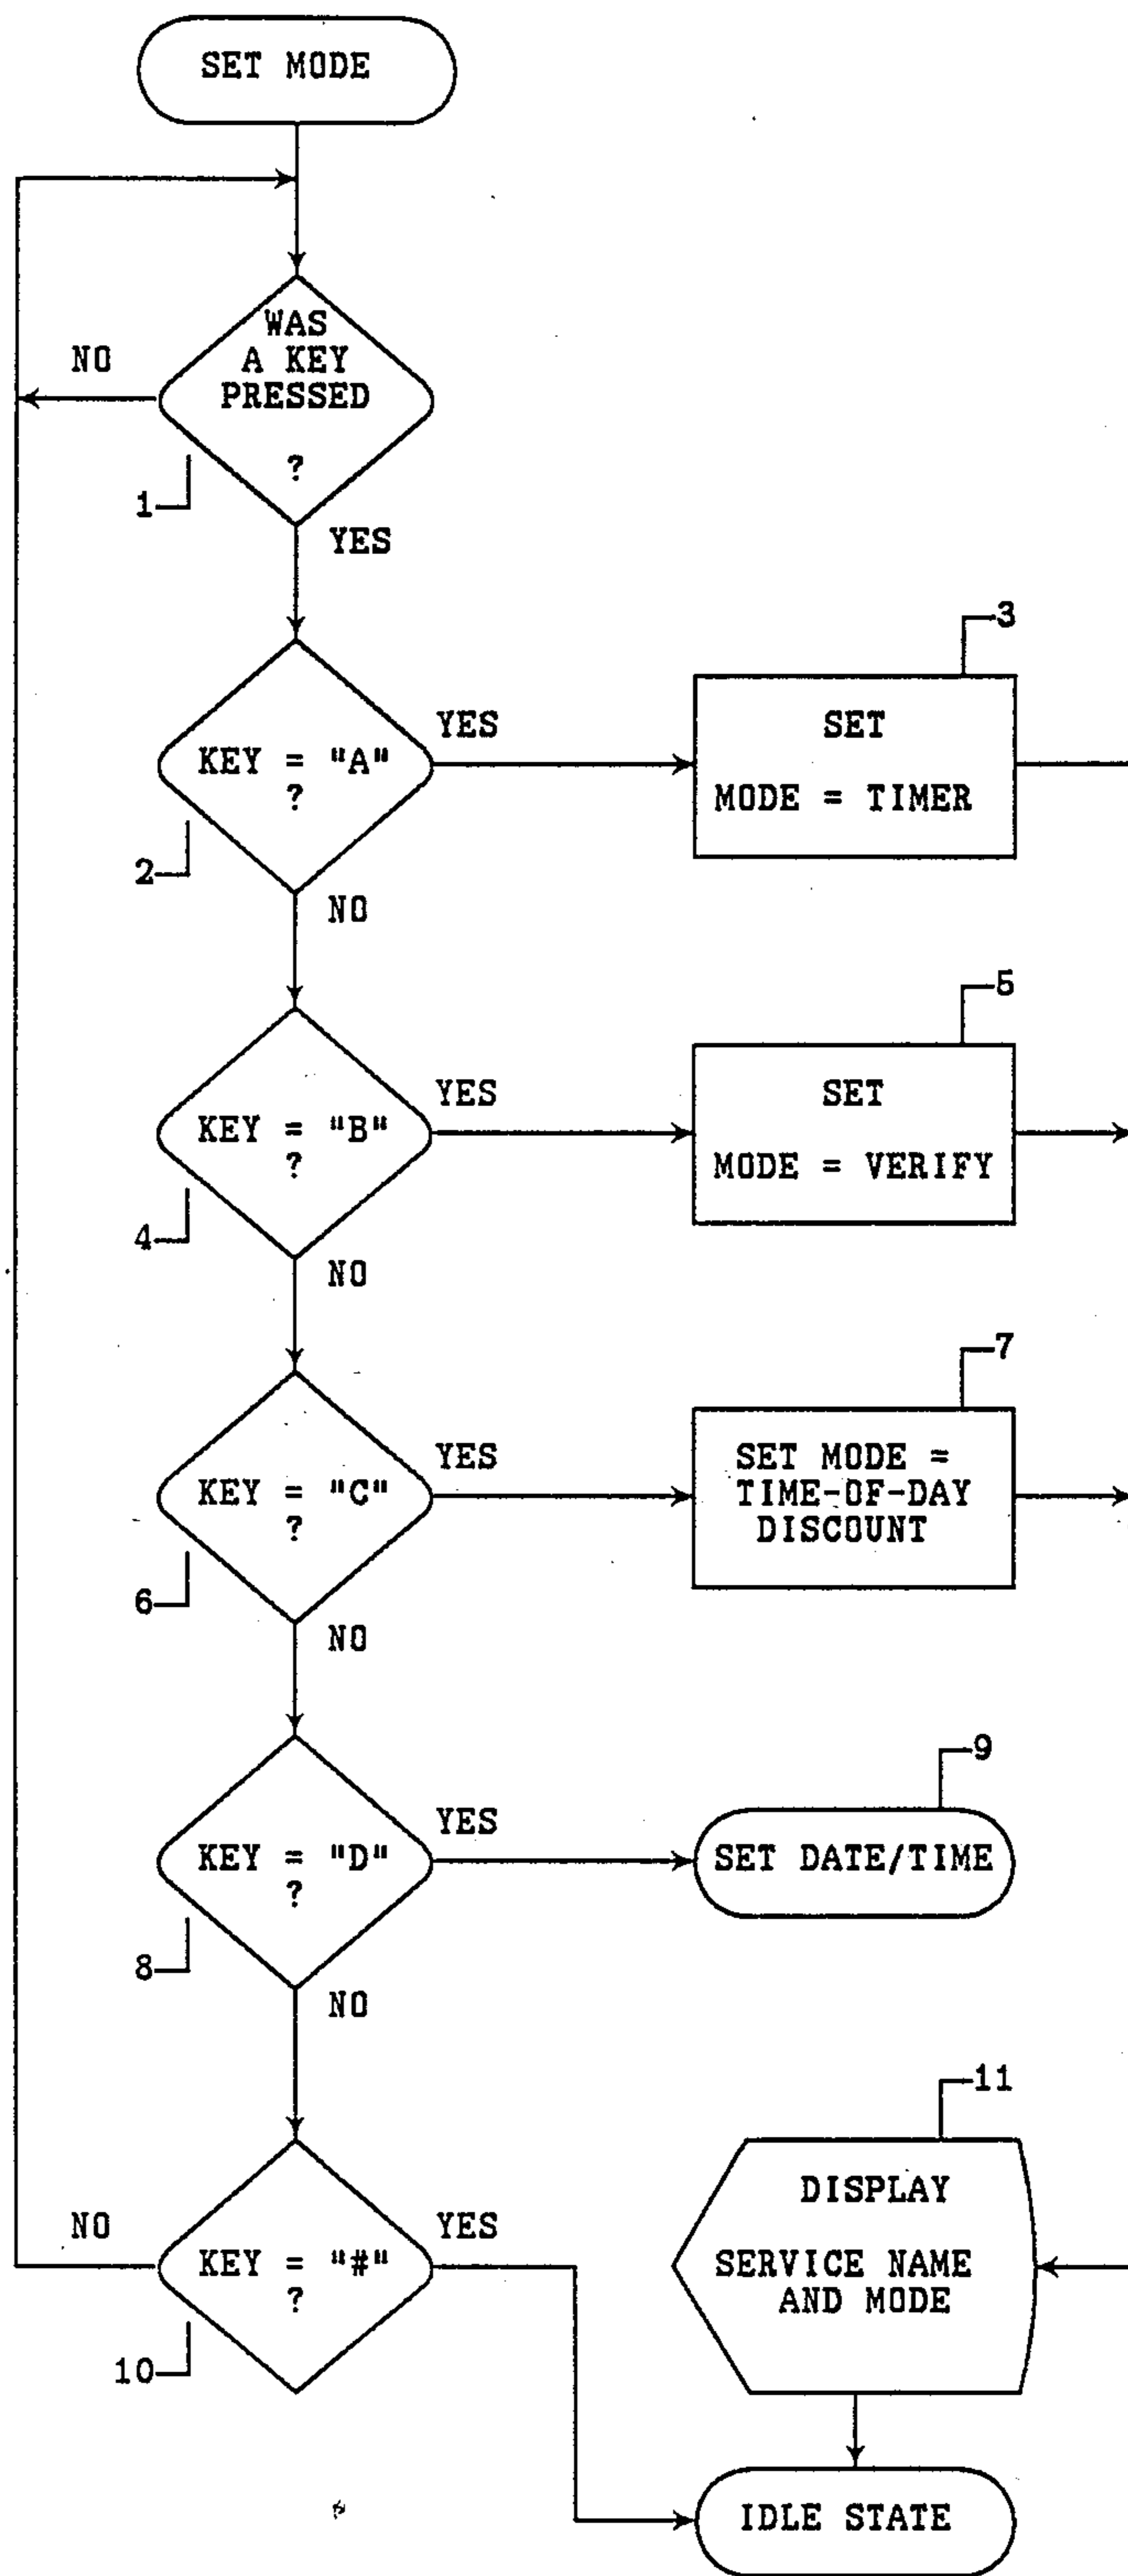 SET MODE
WAS
A KEY
PRESSED
?
NO
1
YES
3
KEY = "A"
?
YES
SET
MODE = TIMER
2
NO
5
KEY = "B"
?
YES
SET
MODE = VERIFY
4
NO
7
KEY = "C"
?
YES
SET MODE =
TIME-OF-DAY
DISCOUNT
6
NO
9
KEY = "D"
?
YES
SET DATE/TIME
8
NO
11
NO
KEY = "#"
?
YES
DISPLAY
SERVICE NAME
AND MODE
10
IDLE STATE